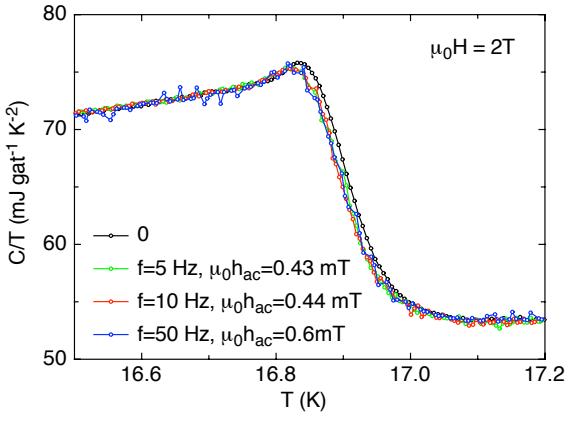 80
μ₀H = 2T
70
C/T (mJ gat⁻¹ K⁻²)
0
60
f=5 Hz, μ₀hac=0.43 mT
f=10 Hz, μ₀hac=0.44 mT
f=50 Hz, μ₀hac=0.6mT
50
16.6 16.8 17.0 17.2
T (K)